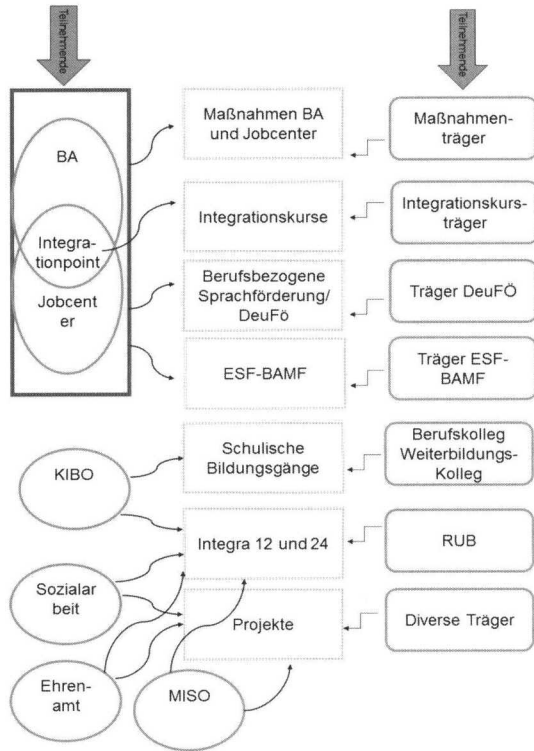 Teilnehmende
Teilnehmende
BA
Integra-
tionpoint
Jobcent
er
KIBO
Sozialar
beit
Ehren-
amt
MISO
Maßnahmen BA
und Jobcenter
Integrationskurse
Berufsbezogene
Sprachförderung/
DeuFö
ESF-BAMF
Schulische
Bildungsgänge
Integra 12 und 24
Projekte
Maßnahmen-
träger
Integrationskurs-
träger
Träger DeuFÖ
Träger ESF-
BAMF
Berufskolleg
Weiterbildungs-
Kolleg
RUB
Diverse Träger